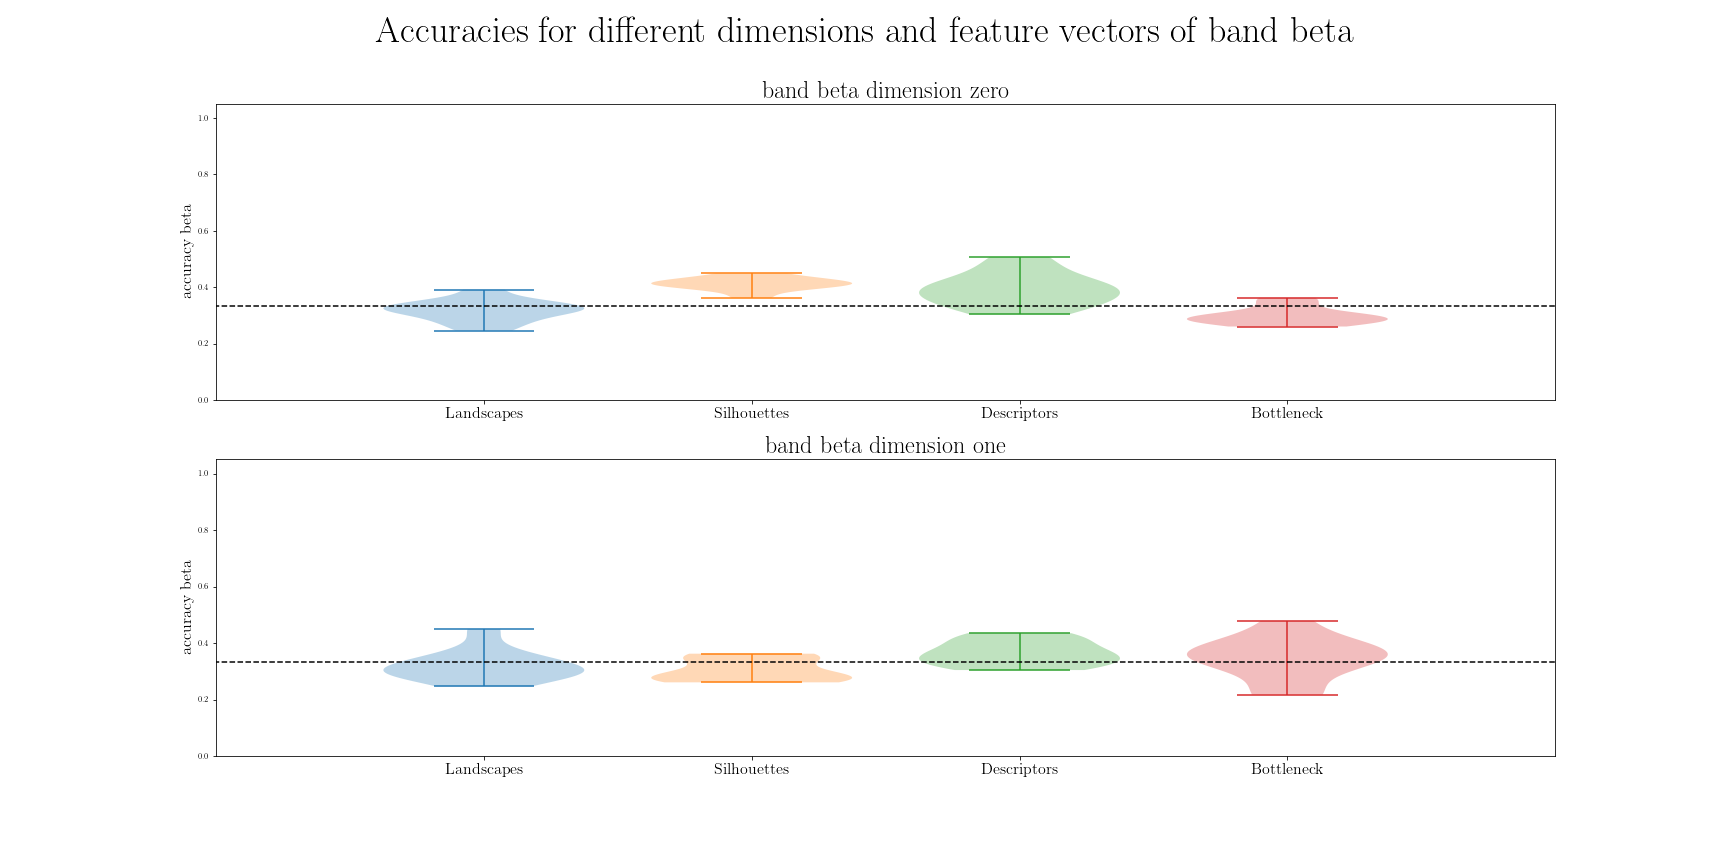 Accuracies for different dimensions and feature vectors of band beta
band beta dimension zero
accuracy beta
1.0
0.8
0.6
0.4
0.2
0.0
Landscapes Silhouettes Descriptors Bottleneck
band beta dimension one
accuracy beta
1.0
0.8
0.6
0.4
0.2
0.0
Landscapes Silhouettes Descriptors Bottleneck